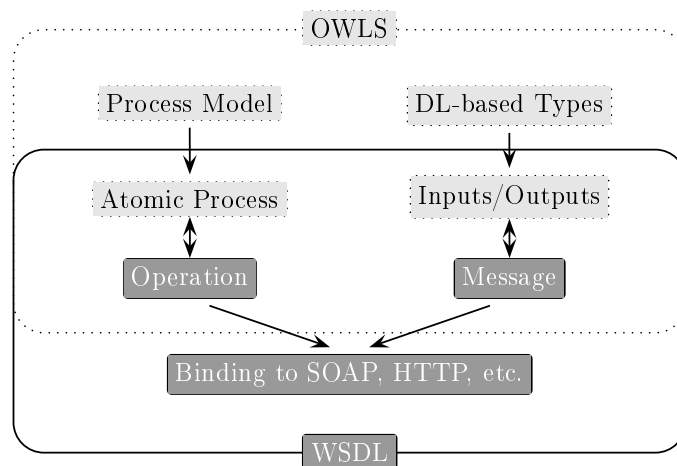 OWLS
Process Model
DL-based Types
Atomic Process
Inputs/Outputs
Operation
Message
Binding to SOAP, HTTP, etc.
WSDL